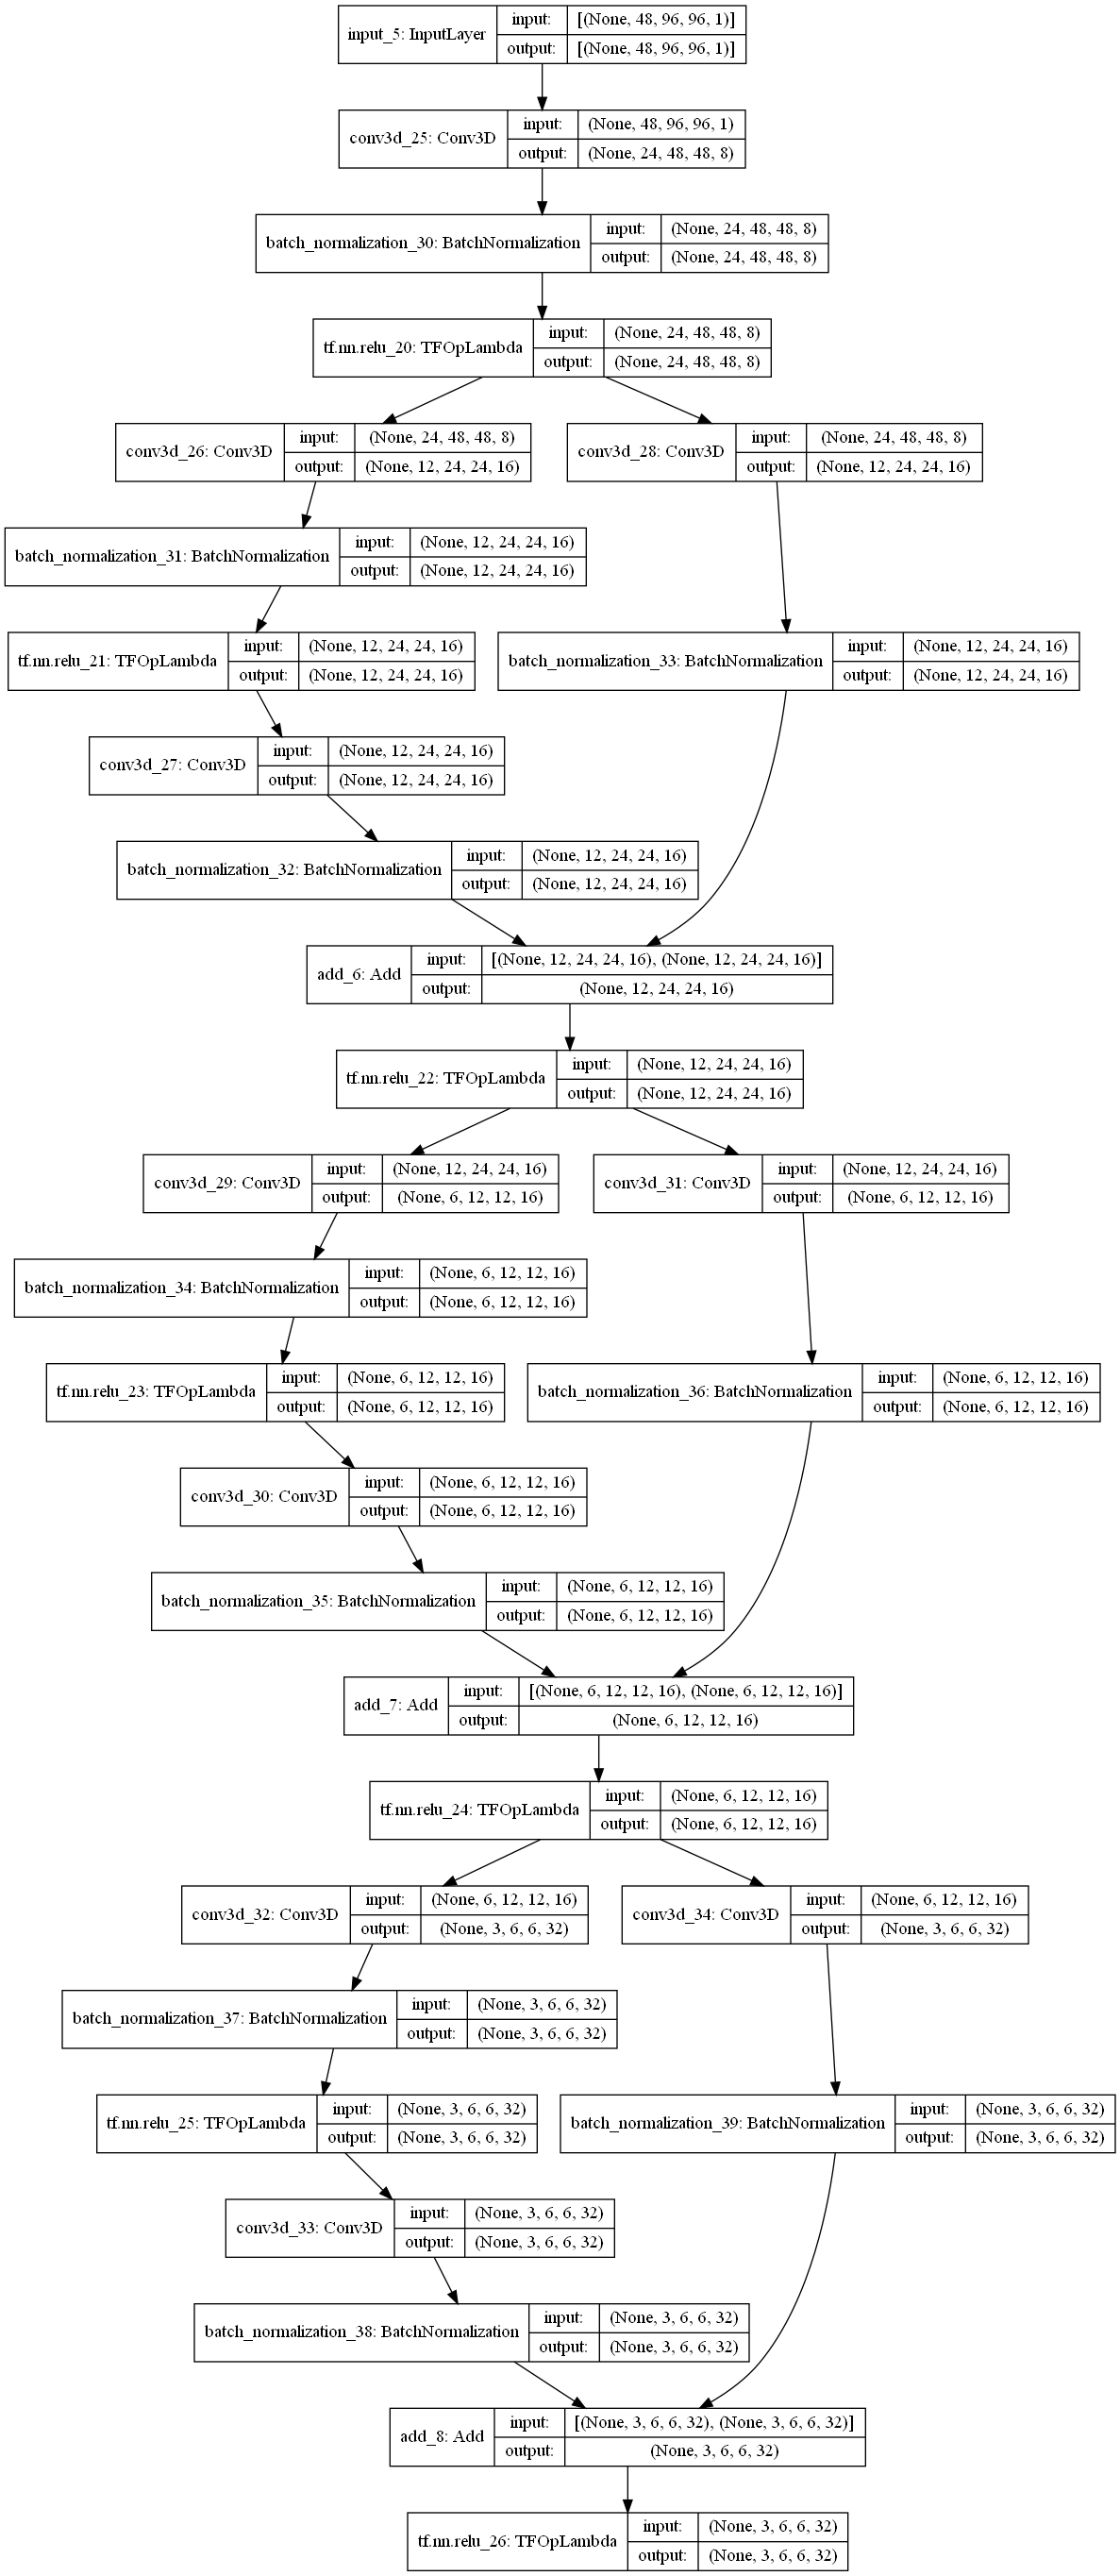 input_5: InputLayer
input: [(None, 48, 96, 96, 1)]
output: [(None, 48, 96, 96, 1)]
conv3d_25: Conv3D
input: (None, 48, 96, 96, 1)
output: (None, 24, 48, 48, 8)
batch_normalization_30: BatchNormalization
input: (None, 24, 48, 48, 8)
output: (None, 24, 48, 48, 8)
tf.nn.relu_20: TFOpLambda
input: (None, 24, 48, 48, 8)
output: (None, 24, 48, 48, 8)
conv3d_26: Conv3D
input: (None, 24, 48, 48, 8)
output: (None, 12, 24, 24, 16)
conv3d_28: Conv3D
input: (None, 24, 48, 48, 8)
output: (None, 12, 24, 24, 16)
batch_normalization_31: BatchNormalization
input: (None, 12, 24, 24, 16)
output: (None, 12, 24, 24, 16)
tf.nn.relu_21: TFOpLambda
input: (None, 12, 24, 24, 16)
output: (None, 12, 24, 24, 16)
batch_normalization_33: BatchNormalization
input: (None, 12, 24, 24, 16)
output: (None, 12, 24, 24, 16)
conv3d_27: Conv3D
input: (None, 12, 24, 24, 16)
output: (None, 12, 24, 24, 16)
batch_normalization_32: BatchNormalization
input: (None, 12, 24, 24, 16)
output: (None, 12, 24, 24, 16)
add_6: Add
input: [(None, 12, 24, 24, 16), (None, 12, 24, 24, 16)]
output: (None, 12, 24, 24, 16)
tf.nn.relu_22: TFOpLambda
input: (None, 12, 24, 24, 16)
output: (None, 12, 24, 24, 16)
conv3d_29: Conv3D
input: (None, 12, 24, 24, 16)
output: (None, 6, 12, 12, 16)
conv3d_31: Conv3D
input: (None, 12, 24, 24, 16)
output: (None, 6, 12, 12, 16)
batch_normalization_34: BatchNormalization
input: (None, 6, 12, 12, 16)
output: (None, 6, 12, 12, 16)
tf.nn.relu_23: TFOpLambda
input: (None, 6, 12, 12, 16)
output: (None, 6, 12, 12, 16)
batch_normalization_36: BatchNormalization
input: (None, 6, 12, 12, 16)
output: (None, 6, 12, 12, 16)
conv3d_30: Conv3D
input: (None, 6, 12, 12, 16)
output: (None, 6, 12, 12, 16)
batch_normalization_35: BatchNormalization
input: (None, 6, 12, 12, 16)
output: (None, 6, 12, 12, 16)
add_7: Add
input: [(None, 6, 12, 12, 16), (None, 6, 12, 12, 16)]
output: (None, 6, 12, 12, 16)
tf.nn.relu_24: TFOpLambda
input: (None, 6, 12, 12, 16)
output: (None, 6, 12, 12, 16)
conv3d_32: Conv3D
input: (None, 6, 12, 12, 16)
output: (None, 3, 6, 6, 32)
conv3d_34: Conv3D
input: (None, 6, 12, 12, 16)
output: (None, 3, 6, 6, 32)
batch_normalization_37: BatchNormalization
input: (None, 3, 6, 6, 32)
output: (None, 3, 6, 6, 32)
tf.nn.relu_25: TFOpLambda
input: (None, 3, 6, 6, 32)
output: (None, 3, 6, 6, 32)
batch_normalization_39: BatchNormalization
input: (None, 3, 6, 6, 32)
output: (None, 3, 6, 6, 32)
conv3d_33: Conv3D
input: (None, 3, 6, 6, 32)
output: (None, 3, 6, 6, 32)
batch_normalization_38: BatchNormalization
input: (None, 3, 6, 6, 32)
output: (None, 3, 6, 6, 32)
add_8: Add
input: [(None, 3, 6, 6, 32), (None, 3, 6, 6, 32)]
output: (None, 3, 6, 6, 32)
tf.nn.relu_26: TFOpLambda
input: (None, 3, 6, 6, 32)
output: (None, 3, 6, 6, 32)